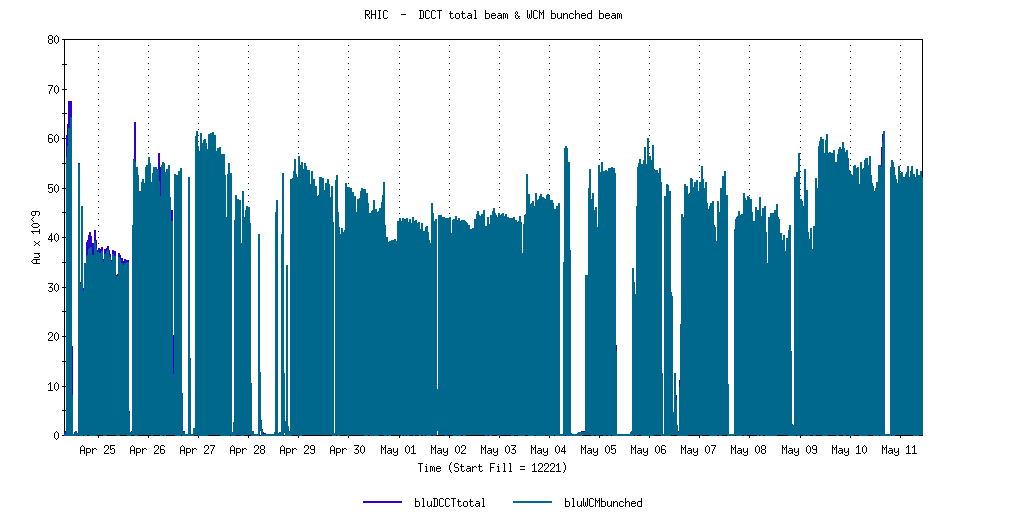 RHIC - DCCT total beam & WCM bunched beam
80
70
60
50
40
30
20
10
0
Au x 10^9
Apr 25 Apr 26 Apr 27 Apr 28 Apr 29 Apr 30 May 01 May 02 May 03 May 04 May 05 May 06 May 07 May 08 May 09 May 10 May 11
Time (Start Fill = 12221)
bluDCCTtotal bluWCMbunched